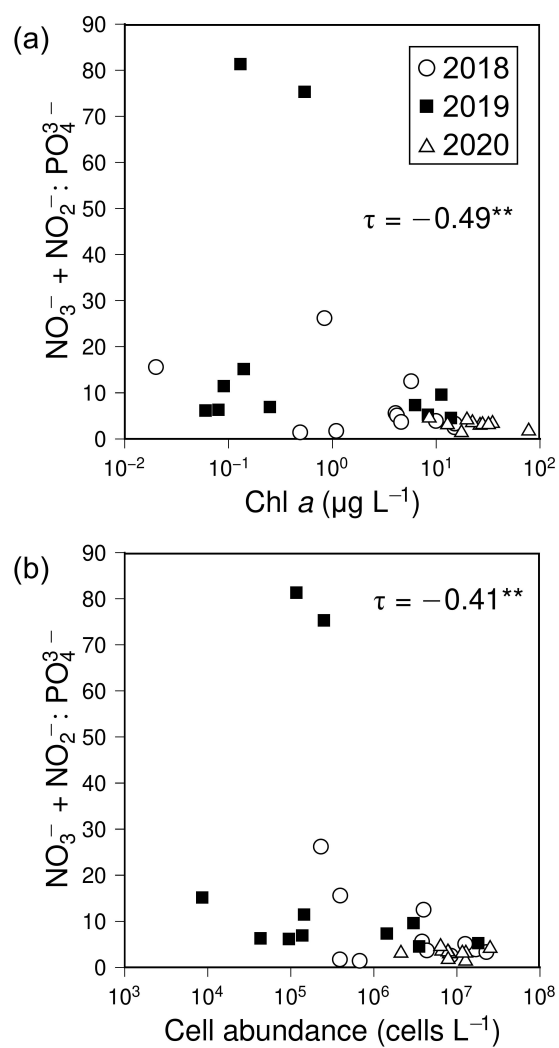 (a)
90
80
70
60
50
40
30
20
10
0
NO₃⁻ + NO₂⁻: PO₄³⁻
2018
2019
2020
τ = −0.49**
10⁻² 10⁻¹ 10⁰ 10¹ 10²
Chl a (µg L⁻¹)
(b)
90
80
70
60
50
40
30
20
10
0
NO₃⁻ + NO₂⁻: PO₄³⁻
τ = −0.41**
10³ 10⁴ 10⁵ 10⁶ 10⁷ 10⁸
Cell abundance (cells L⁻¹)